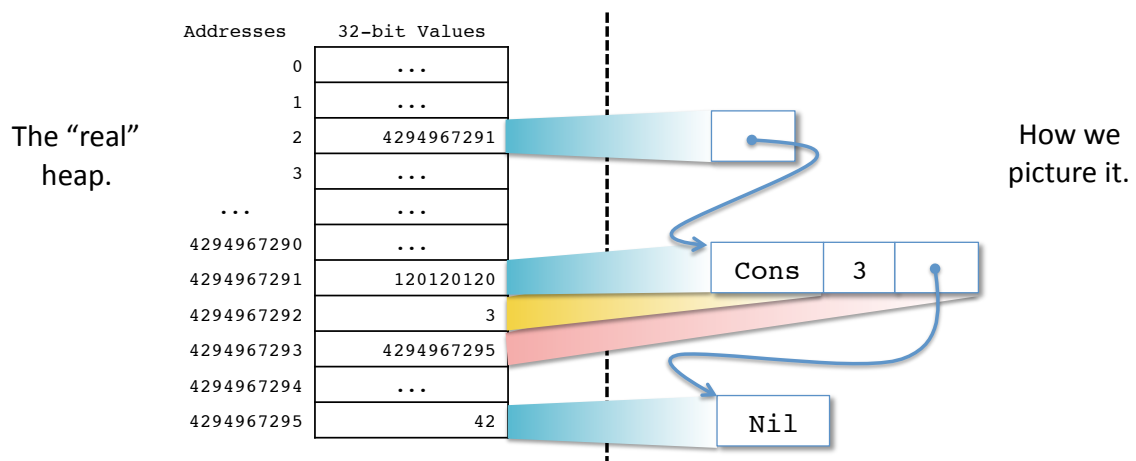 Addresses 32-bit Values
0 ...
1 ...
2 4294967291
3 ...
... ...
4294967290 ...
4294967291 120120120
4294967292 3
4294967293 4294967295
4294967294 ...
4294967295 42
The “real”
heap.
How we
picture it.
Cons 3
Nil